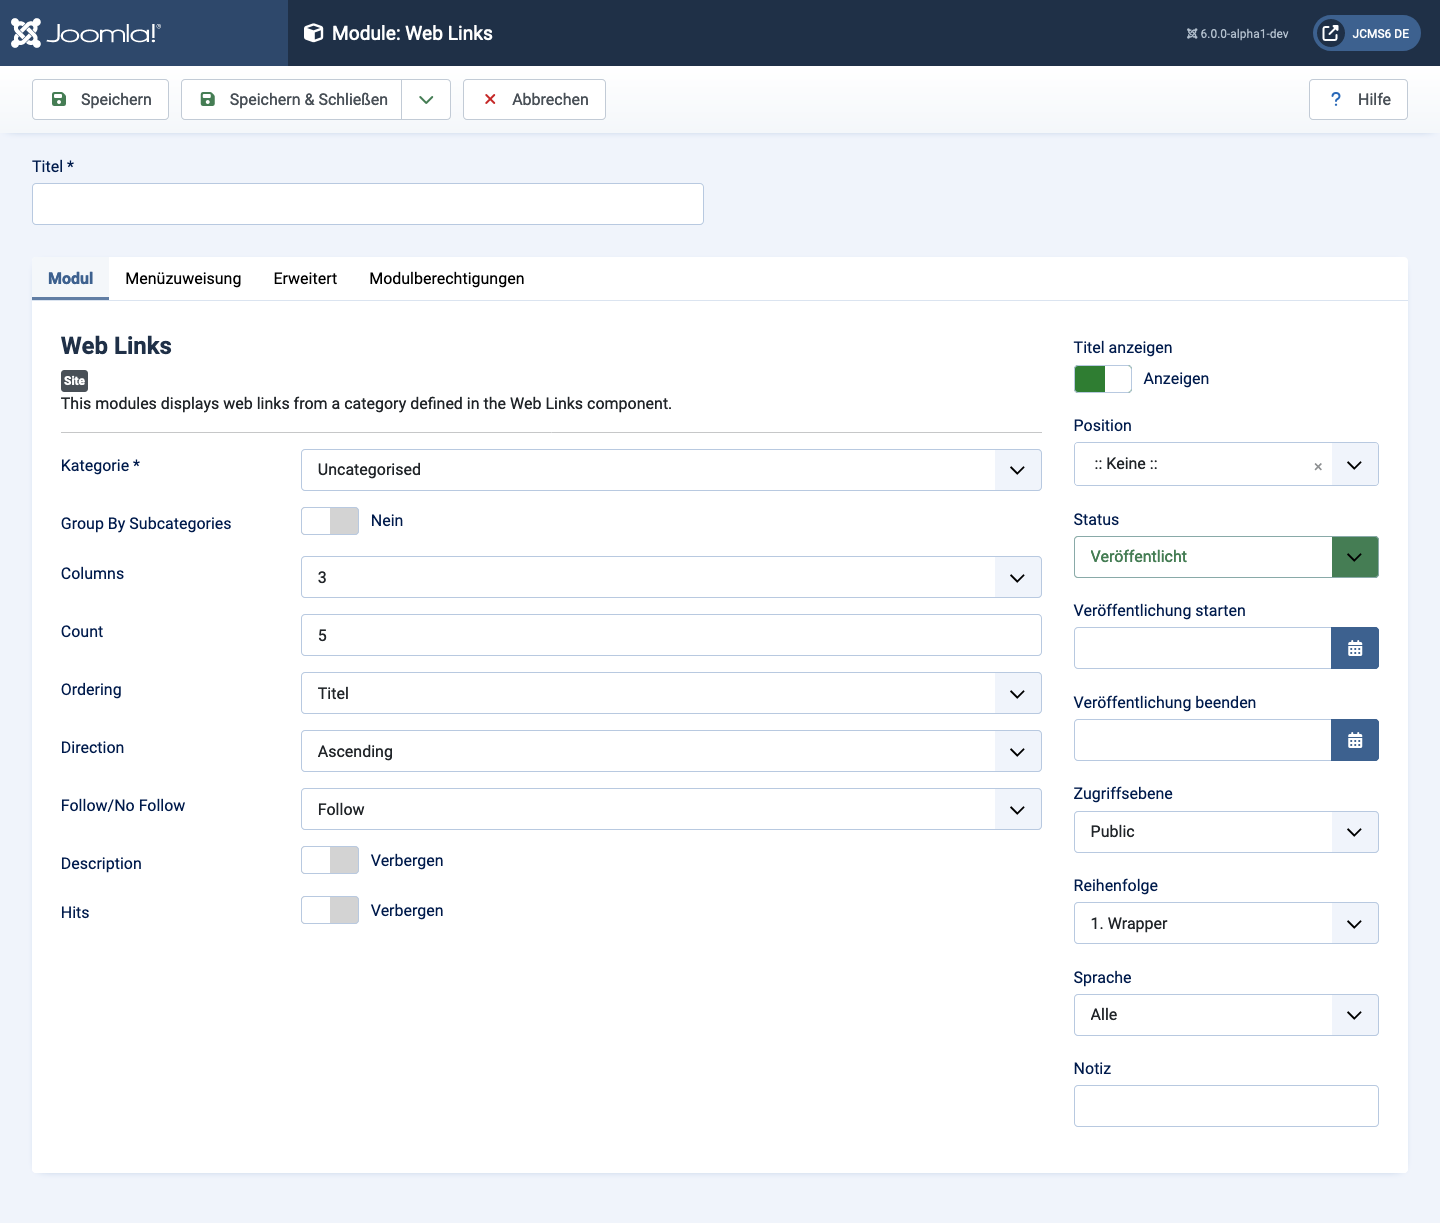 Joomla!®
Module: Web Links
6.0.0-alpha1-dev
JCMS6 DE
Speichern
Speichern & Schließen
Abbrechen
? Hilfe
Titel *
Modul
Menüzuweisung
Erweitert
Modulberechtigungen
Web Links
Site
This modules displays web links from a category defined in the Web Links component.
Kategorie *
Uncategorised
Group By Subcategories
Nein
Columns
3
Count
5
Ordering
Titel
Direction
Ascending
Follow/No Follow
Follow
Description
Verbergen
Hits
Verbergen
Titel anzeigen
Anzeigen
Position
:: Keine :: ×
Status
Veröffentlicht
Veröffentlichung starten
Veröffentlichung beenden
Zugriffsebene
Public
Reihenfolge
1. Wrapper
Sprache
Alle
Notiz